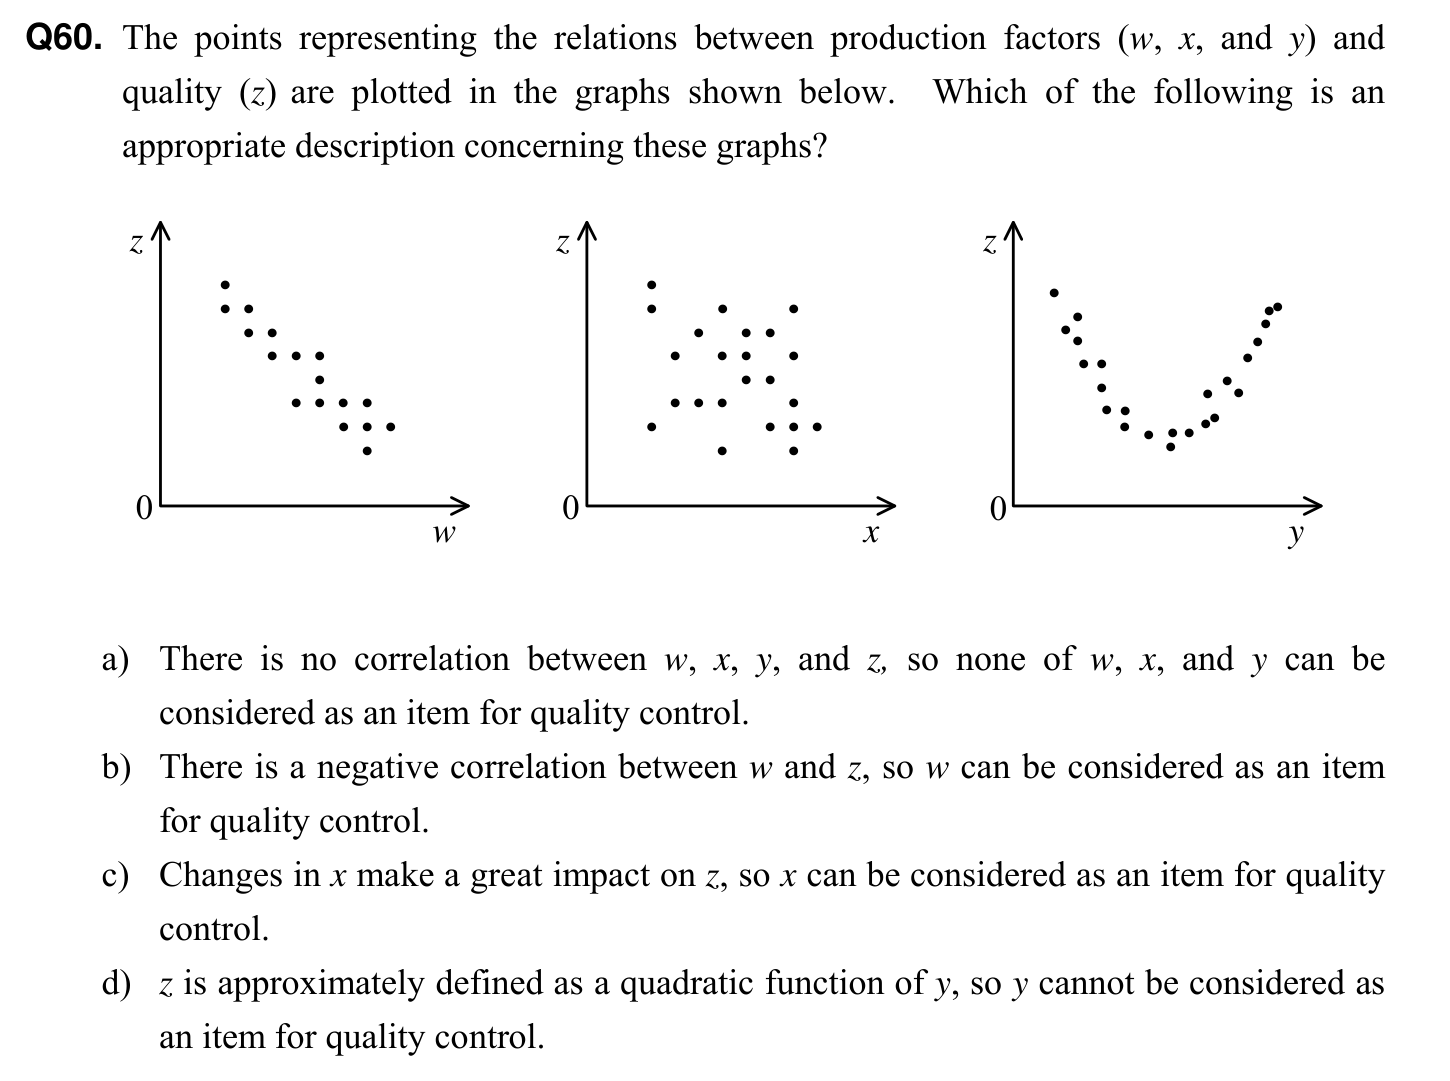 Q60. The points representing the relations between production factors (w, x, and y) and
quality (z) are plotted in the graphs shown below. Which of the following is an
appropriate description concerning these graphs?
z z z
0 0 0
w x y
a) There is no correlation between w, x, y, and z, so none of w, x, and y can be
considered as an item for quality control.
b) There is a negative correlation between w and z, so w can be considered as an item
for quality control.
c) Changes in x make a great impact on z, so x can be considered as an item for quality
control.
d) z is approximately defined as a quadratic function of y, so y cannot be considered as
an item for quality control.